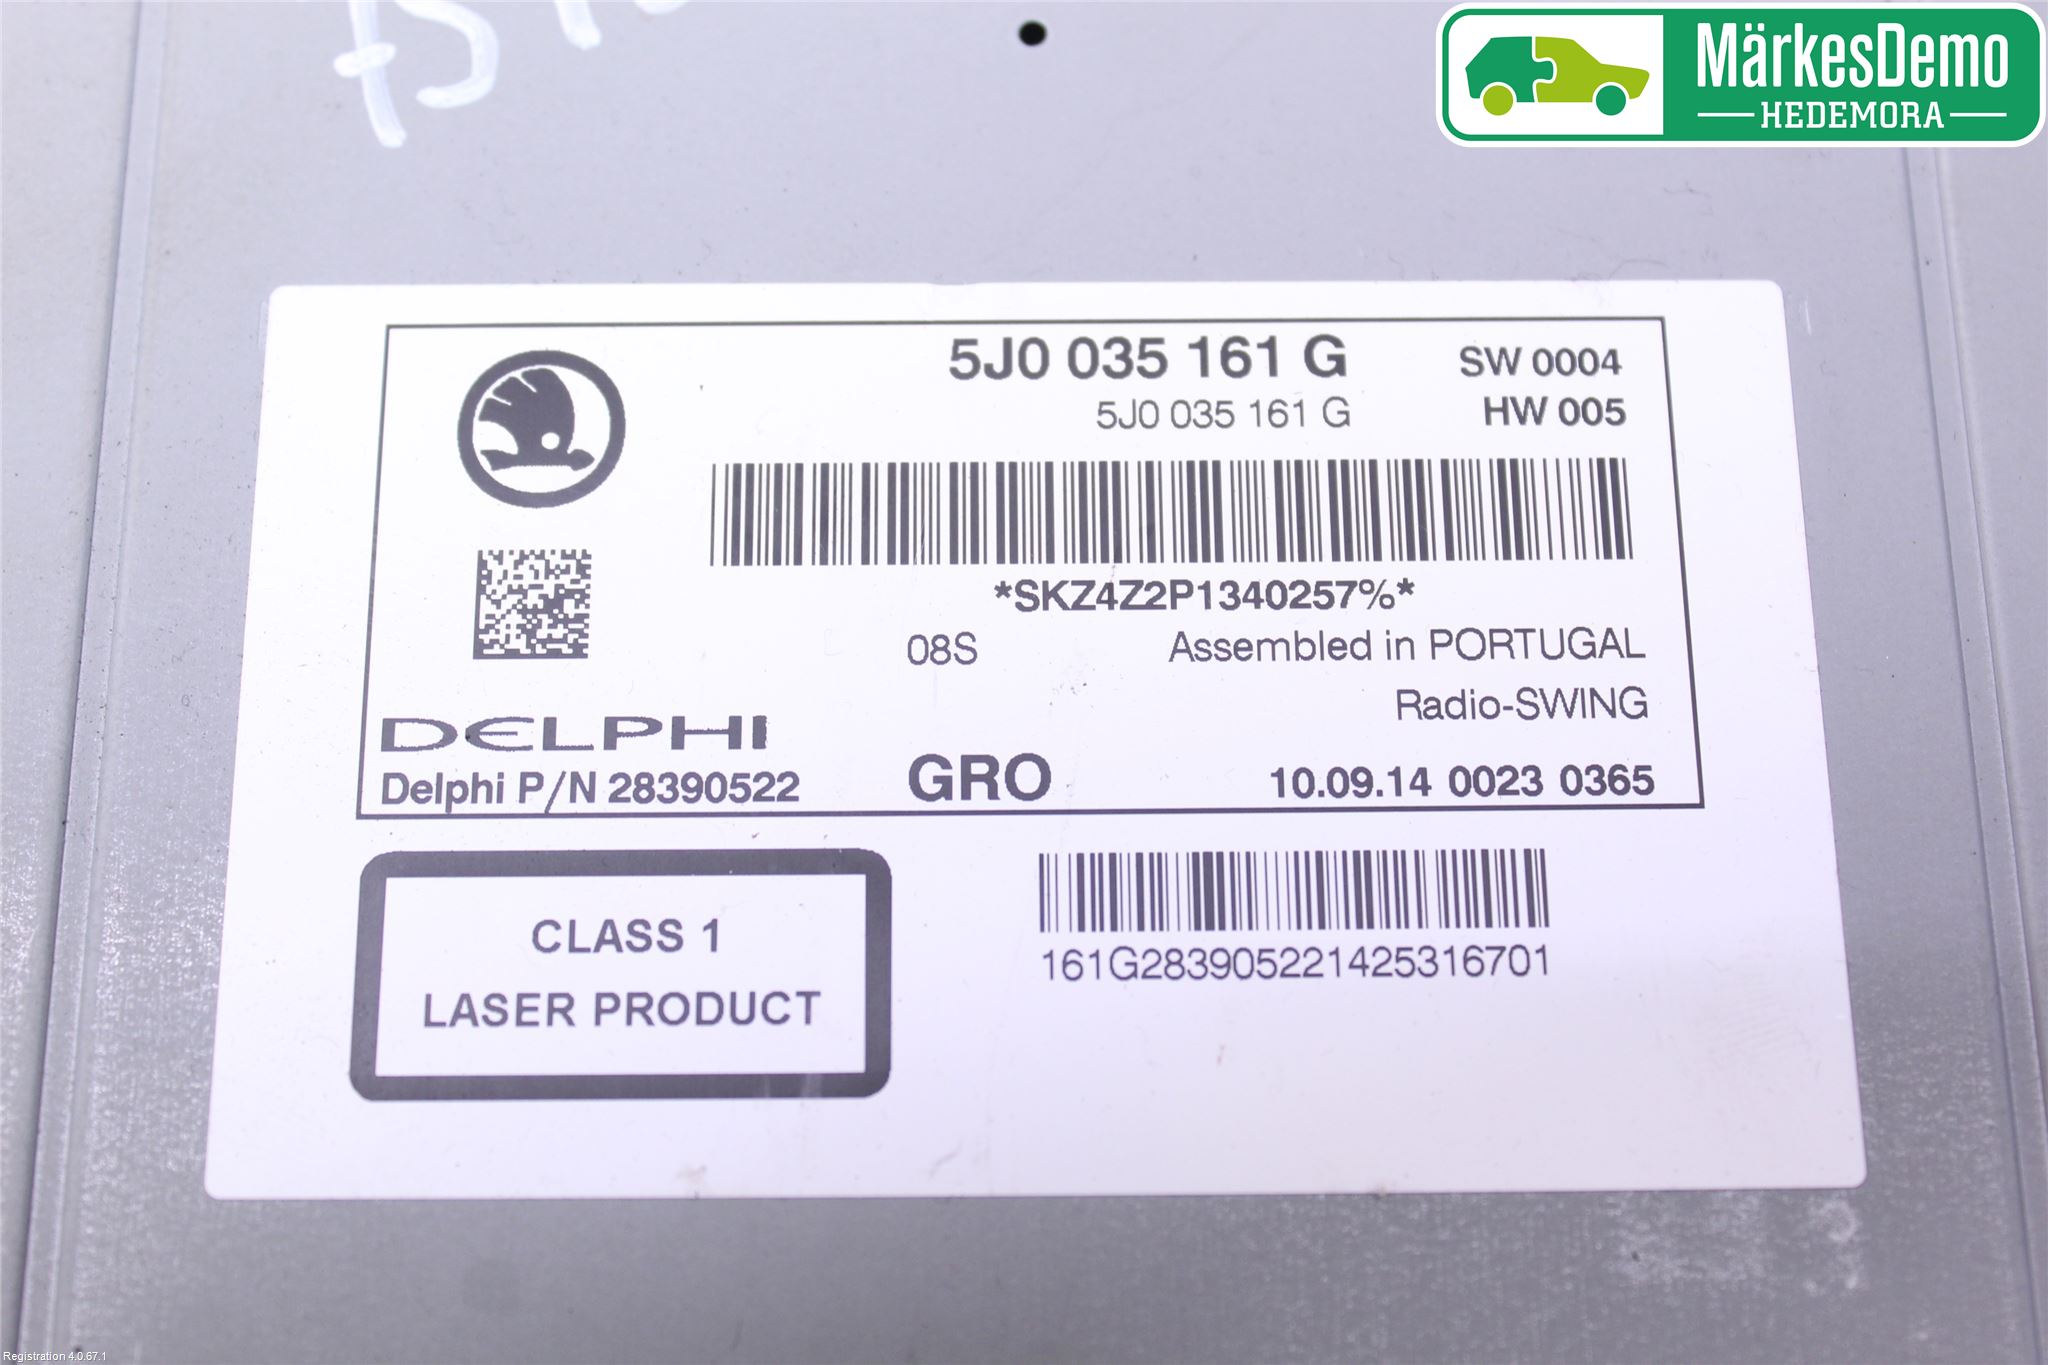 MärkesDemo
HEDEMORA
5J0 035 161 G
SW 0004
5J0 035 161 G
HW 005
*SKZ4Z2P1340257%*
08S
Assembled in PORTUGAL
Radio-SWING
DELPHI
Delphi P/N 28390522
GRO
10.09.14 0023 0365
CLASS 1
LASER PRODUCT
161G283905221425316701
Registration 4.0.67.1